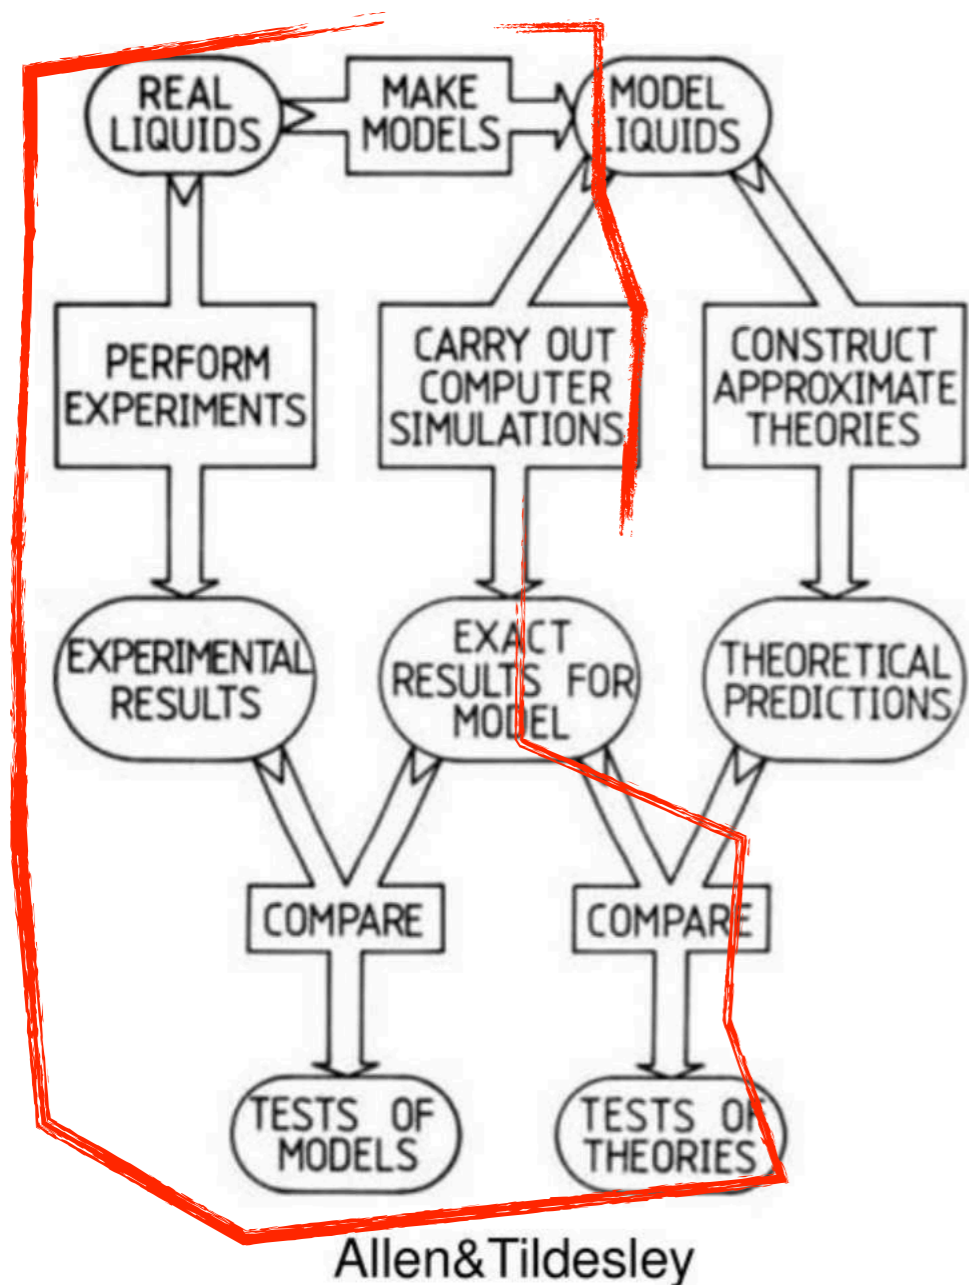 REAL
LIQUIDS
MAKE
MODELS
MODEL
LIQUIDS
PERFORM
EXPERIMENTS
CARRY OUT
COMPUTER
SIMULATIONS
CONSTRUCT
APPROXIMATE
THEORIES
EXPERIMENTAL
RESULTS
EXACT
RESULTS FOR
MODEL
THEORETICAL
PREDICTIONS
COMPARE
COMPARE
TESTS OF
MODELS
TESTS OF
THEORIES
Allen&Tildesley